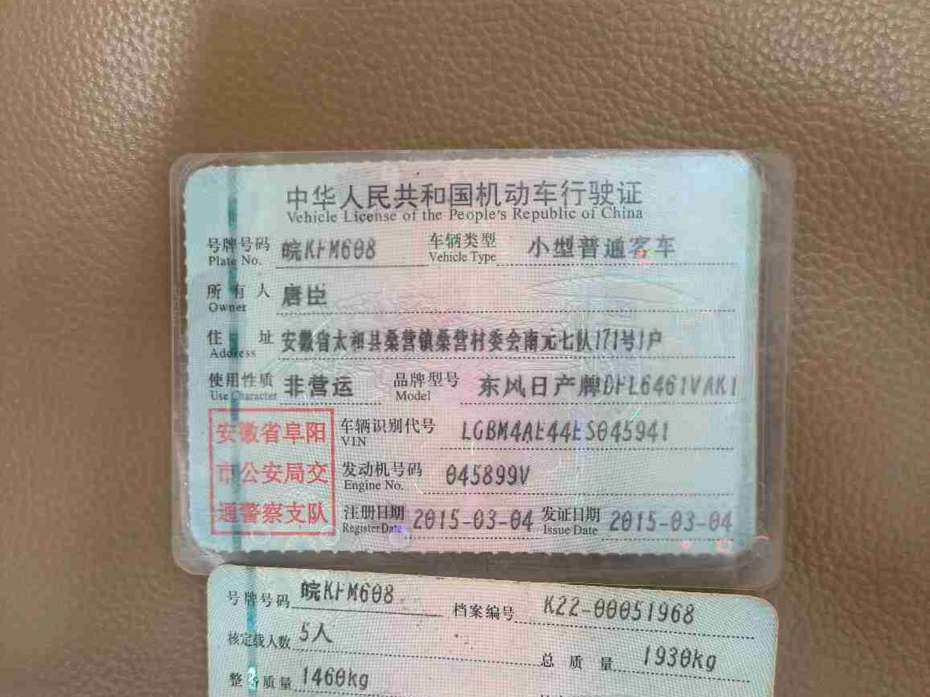 中华人民共和国机动车行驶证
Vehicle License of the People's Republic of China
号牌号码 皖KFM608 车辆类型 小型普通客车
Plate No. Vehicle Type
所有人 唐臣
Owner
住址 安徽省太和县桑营镇桑营村委会南元七队171号1户
Address
使用性质 非营运 品牌型号 东风日产牌DFL6461VAK1
Use Character Model
安徽省阜阳
市公安局交
通警察支队
车辆识别代号 LGBM4AE44ES045941
VIN
发动机号码 045899V
Engine No.
注册日期 2015-03-04 发证日期 2015-03-04
Register Date Issue Date
号牌号码 皖KFM608 档案编号 K22-00051968
核定载人数 5人 总质量 1930kg
整备质量 1460kg